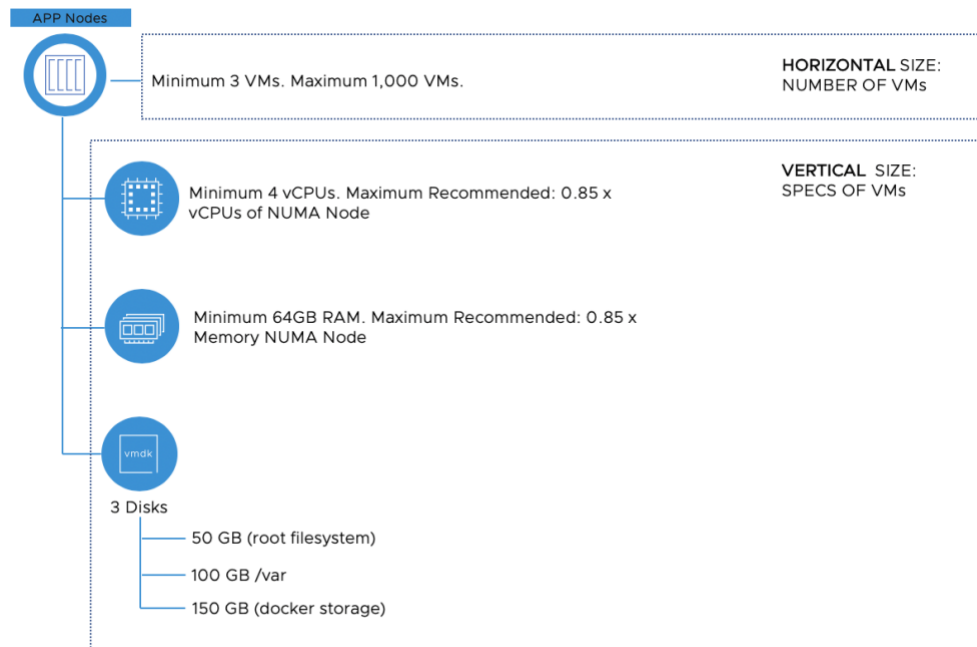 APP Nodes
Minimum 3 VMs. Maximum 1,000 VMs.
HORIZONTAL SIZE:
NUMBER OF VMs
VERTICAL SIZE:
SPECS OF VMs
Minimum 4 vCPUs. Maximum Recommended: 0.85 x
vCPUs of NUMA Node
Minimum 64GB RAM. Maximum Recommended: 0.85 x
Memory NUMA Node
vmdk
3 Disks
50 GB (root filesystem)
100 GB /var
150 GB (docker storage)